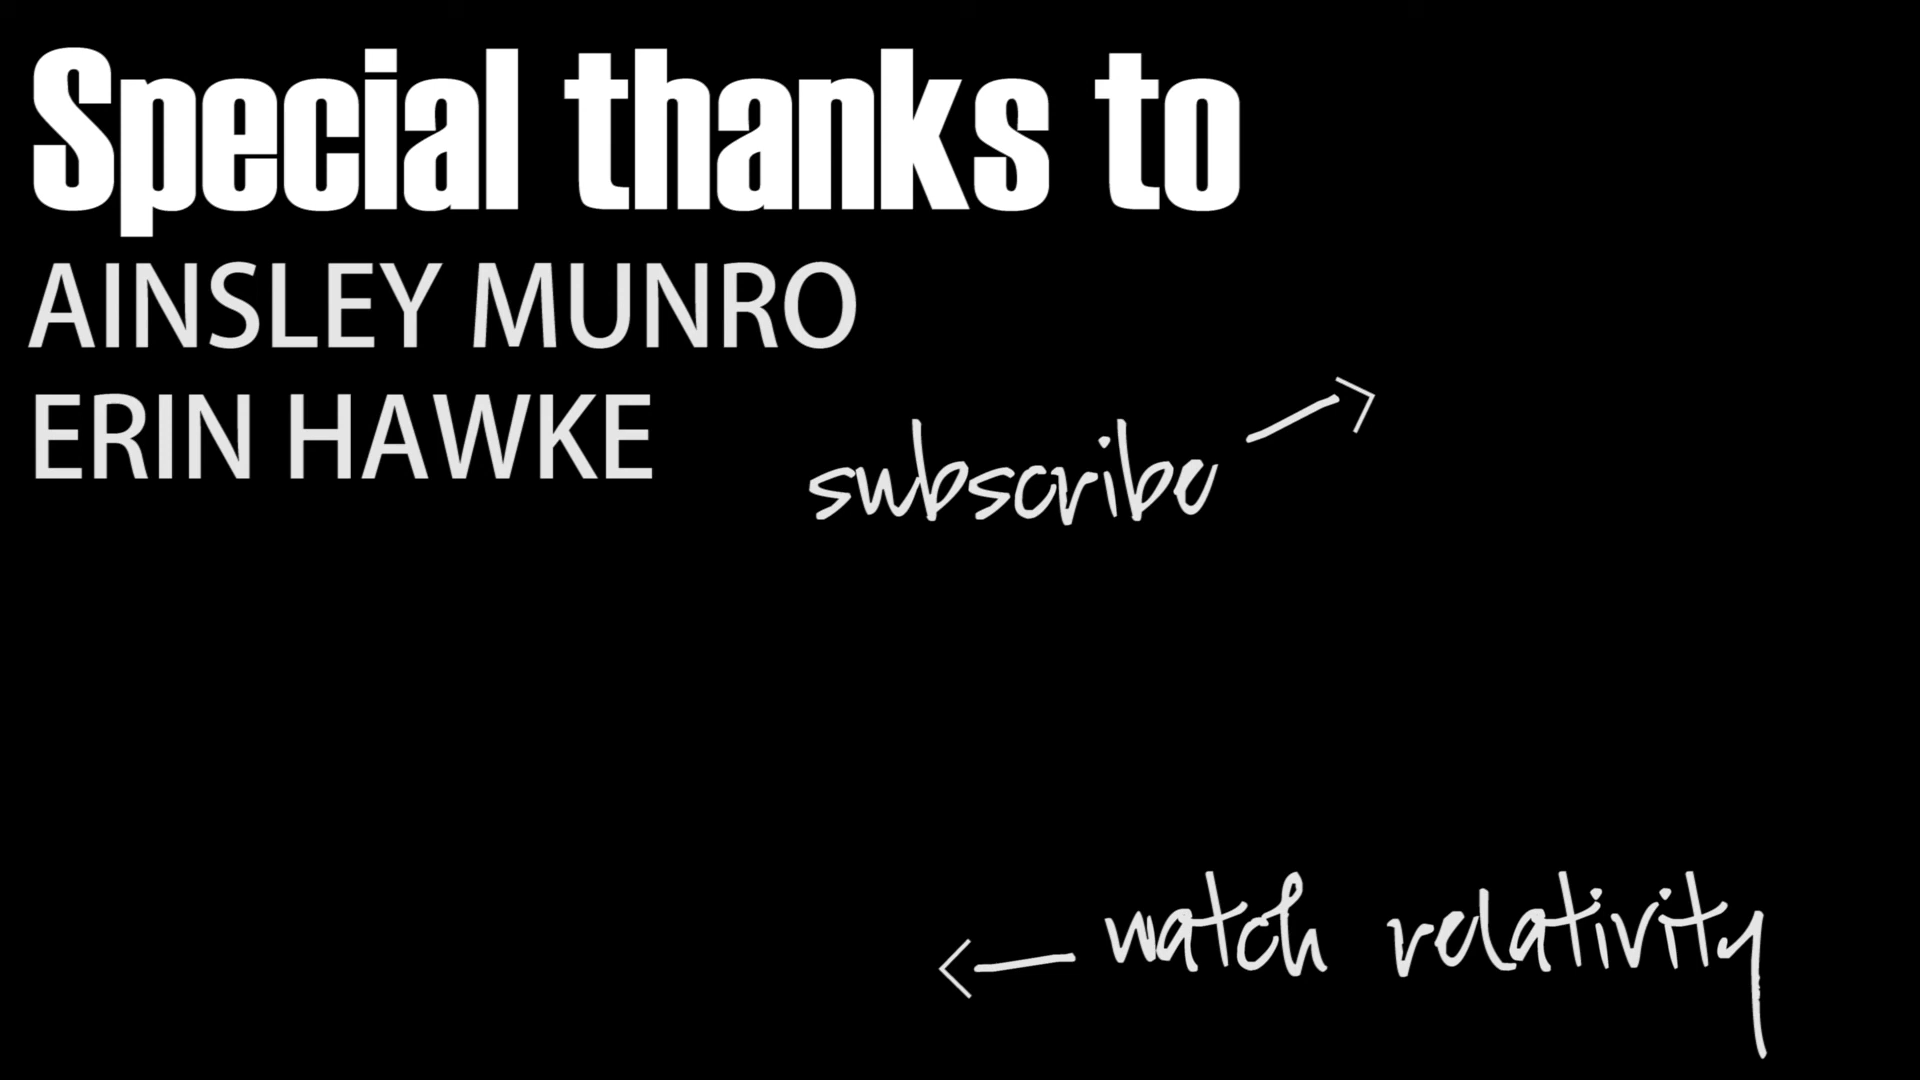 Special thanks to
AINSLEY MUNRO
ERIN HAWKE
subscribe
watch relativity